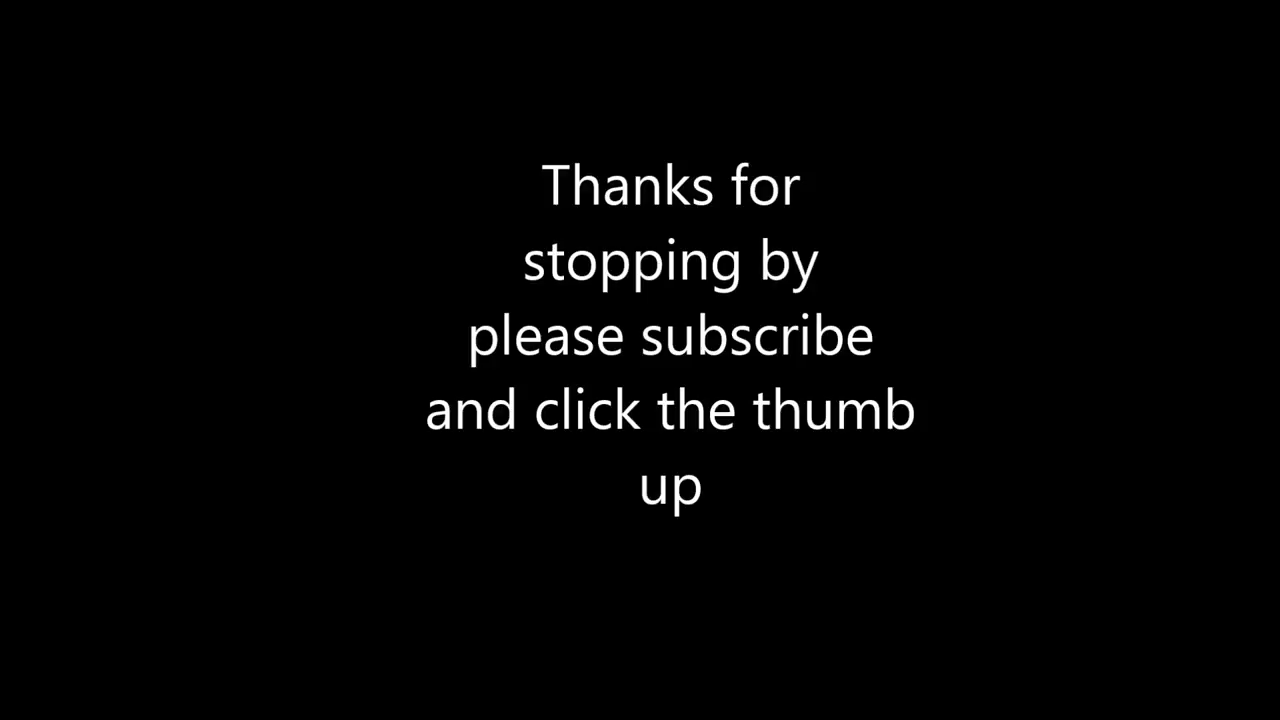 Thanks for
stopping by
please subscribe
and click the thumb
up